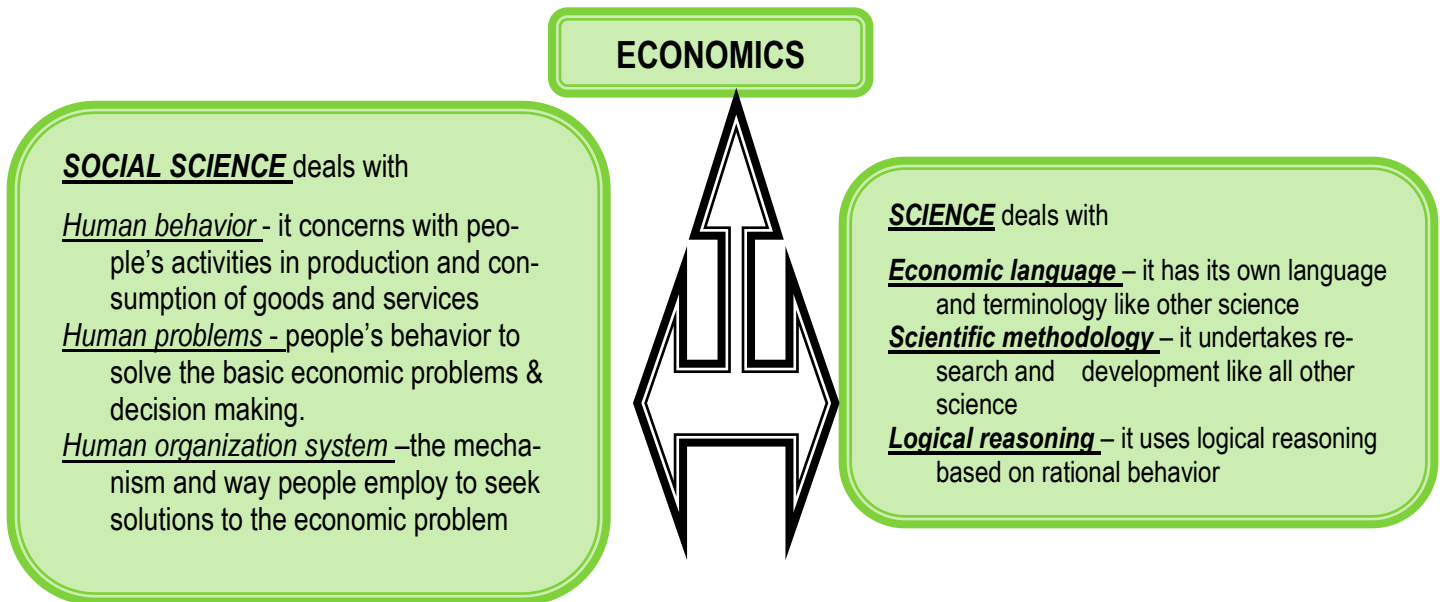 ECONOMICS
SOCIAL SCIENCE deals with
Human behavior - it concerns with peo-
ple's activities in production and con-
sumption of goods and services
Human problems - people's behavior to
solve the basic economic problems &
decision making.
Human organization system –the mecha-
nism and way people employ to seek
solutions to the economic problem
SCIENCE deals with
Economic language – it has its own language
and terminology like other science
Scientific methodology – it undertakes re-
search and development like all other
science
Logical reasoning – it uses logical reasoning
based on rational behavior